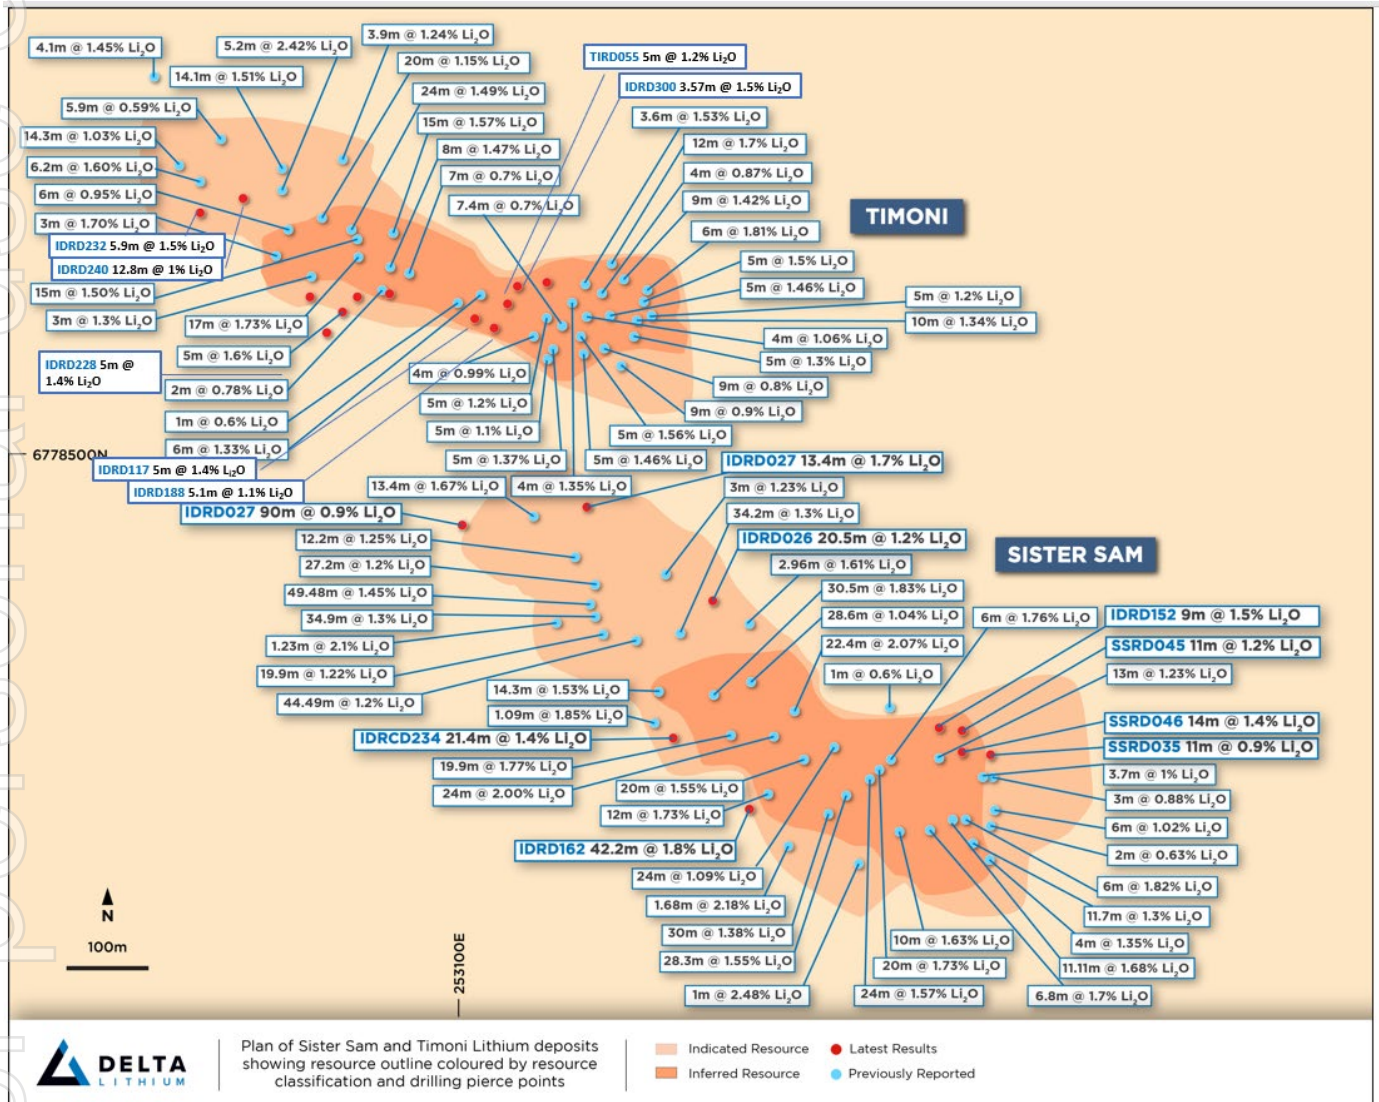 4.1m @ 1.45% Li2O
5.2m @ 2.42% Li2O
3.9m @ 1.24% Li2O
14.1m @ 1.51% Li2O
20m @ 1.15% Li2O
TIRD055 5m @ 1.2% Li2O
IDRD300 3.57m @ 1.5% Li2O
5.9m @ 0.59% Li2O
24m @ 1.49% Li2O
3.6m @ 1.53% Li2O
14.3m @ 1.03% Li2O
15m @ 1.57% Li2O
12m @ 1.7% Li2O
8m @ 1.47% Li2O
6.2m @ 1.60% Li2O
7m @ 0.7% Li2O
4m @ 0.87% Li2O
6m @ 0.95% Li2O
7.4m @ 0.7% Li2O
9m @ 1.42% Li2O
TIMONI
3m @ 1.70% Li2O
6m @ 1.81% Li2O
IDRD232 5.9m @ 1.5% Li2O
IDRD240 12.8m @ 1% Li2O
5m @ 1.5% Li2O
15m @ 1.50% Li2O
5m @ 1.46% Li2O
5m @ 1.2% Li2O
3m @ 1.3% Li2O
17m @ 1.73% Li2O
10m @ 1.34% Li2O
4m @ 1.06% Li2O
5m @ 1.6% Li2O
5m @ 1.3% Li2O
IDRD228 5m @
1.4% Li2O
4m @ 0.99% Li2O
9m @ 0.8% Li2O
2m @ 0.78% Li2O
5m @ 1.2% Li2O
9m @ 0.9% Li2O
1m @ 0.6% Li2O
5m @ 1.1% Li2O
5m @ 1.56% Li2O
6m @ 1.33% Li2O
6778500N
5m @ 1.37% Li2O
5m @ 1.46% Li2O
IDRD027 13.4m @ 1.7% Li2O
IDRD117 5m @ 1.4% Li2O
IDRD188 5.1m @ 1.1% Li2O
13.4m @ 1.67% Li2O
4m @ 1.35% Li2O
3m @ 1.23% Li2O
IDRD027 90m @ 0.9% Li2O
34.2m @ 1.3% Li2O
12.2m @ 1.25% Li2O
IDRD026 20.5m @ 1.2% Li2O
SISTER SAM
27.2m @ 1.2% Li2O
2.96m @ 1.61% Li2O
49.48m @ 1.45% Li2O
30.5m @ 1.83% Li2O
34.9m @ 1.3% Li2O
28.6m @ 1.04% Li2O
6m @ 1.76% Li2O
IDRD152 9m @ 1.5% Li2O
1.23m @ 2.1% Li2O
22.4m @ 2.07% Li2O
SSRD045 11m @ 1.2% Li2O
19.9m @ 1.22% Li2O
1m @ 0.6% Li2O
13m @ 1.23% Li2O
44.49m @ 1.2% Li2O
14.3m @ 1.53% Li2O
1.09m @ 1.85% Li2O
SSRD046 14m @ 1.4% Li2O
IDRCD234 21.4m @ 1.4% Li2O
SSRD035 11m @ 0.9% Li2O
19.9m @ 1.77% Li2O
3.7m @ 1% Li2O
24m @ 2.00% Li2O
20m @ 1.55% Li2O
3m @ 0.88% Li2O
12m @ 1.73% Li2O
6m @ 1.02% Li2O
IDRD162 42.2m @ 1.8% Li2O
2m @ 0.63% Li2O
24m @ 1.09% Li2O
6m @ 1.82% Li2O
1.68m @ 2.18% Li2O
11.7m @ 1.3% Li2O
30m @ 1.38% Li2O
10m @ 1.63% Li2O
4m @ 1.35% Li2O
28.3m @ 1.55% Li2O
20m @ 1.73% Li2O
11.11m @ 1.68% Li2O
1m @ 2.48% Li2O
24m @ 1.57% Li2O
6.8m @ 1.7% Li2O
N
100m
253100E
DELTA
LITHIUM
Plan of Sister Sam and Timoni Lithium deposits
showing resource outline coloured by resource
classification and drilling pierce points
Indicated Resource
Latest Results
Inferred Resource
Previously Reported